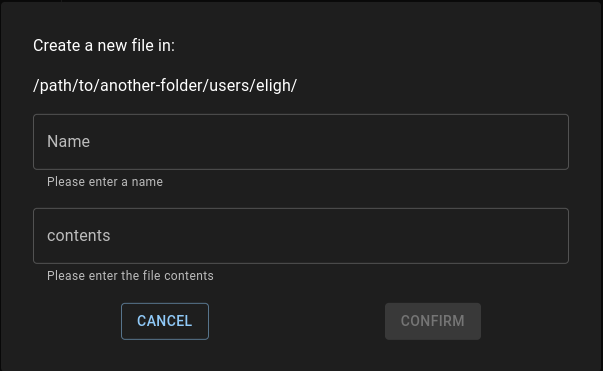 Create a new file in:
/path/to/another-folder/users/eligh/
Name
Please enter a name
contents
Please enter the file contents
CANCEL
CONFIRM